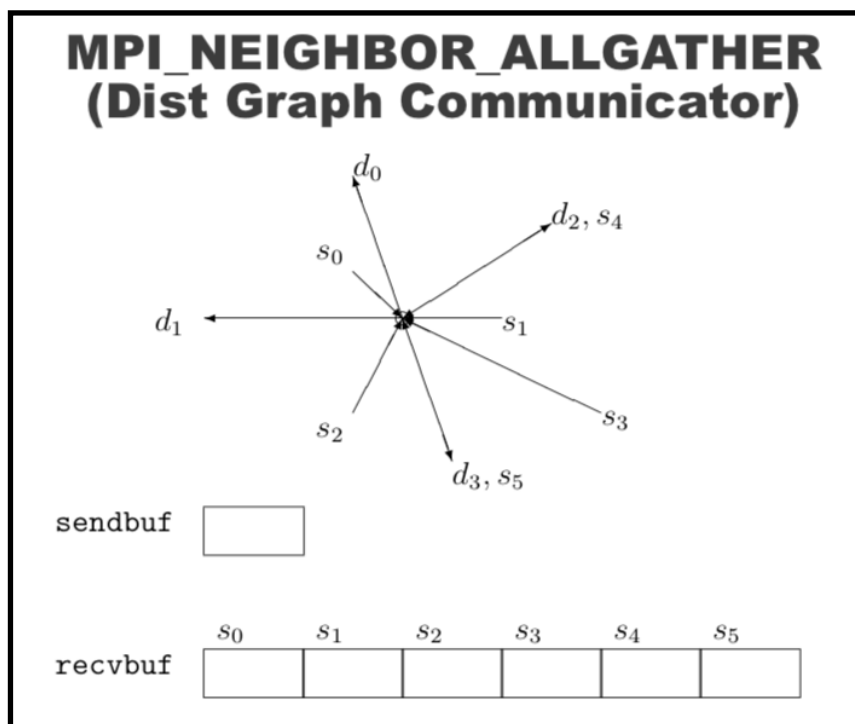 MPI_NEIGHBOR_ALLGATHER
(Dist Graph Communicator)
d0
d2, s4
s0
d1
s1
s2
s3
d3, s5
sendbuf
s0 s1 s2 s3 s4 s5
recvbuf